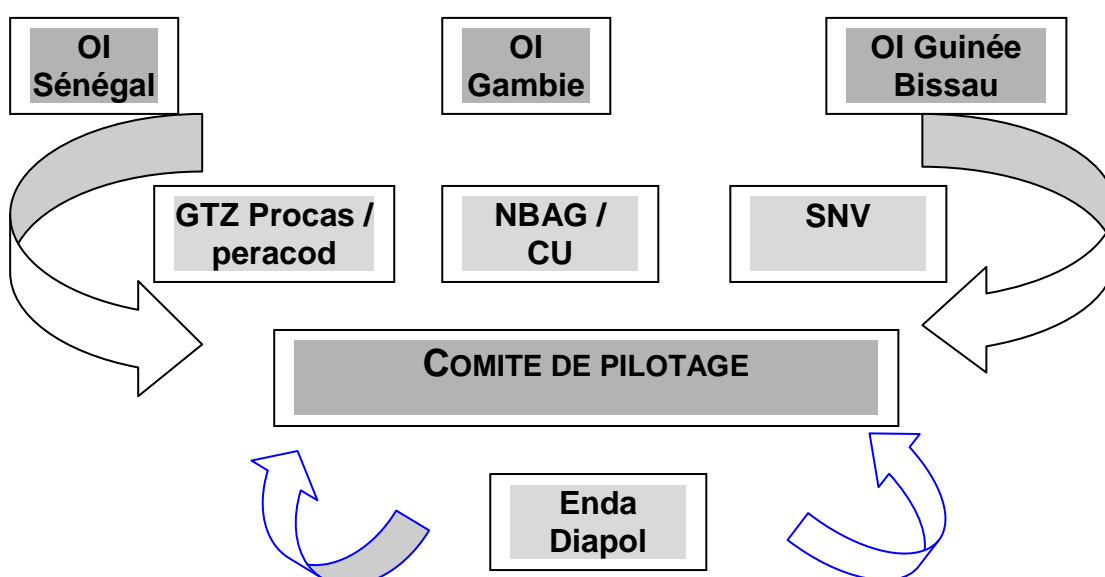 OI
Sénégal
OI
Gambie
OI Guinée
Bissau
GTZ Procas /
peracod
NBAG /
CU
SNV
COMITE DE PILOTAGE
Enda
Diapol